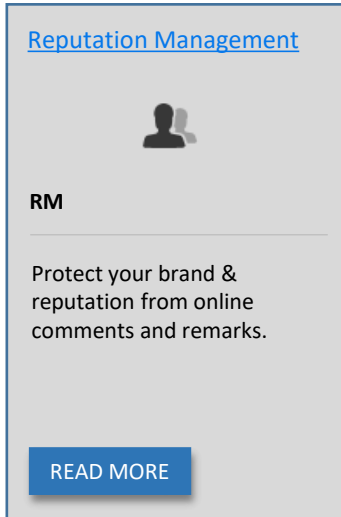 Reputation Management
RM
Protect your brand &
reputation from online
comments and remarks.
READ MORE